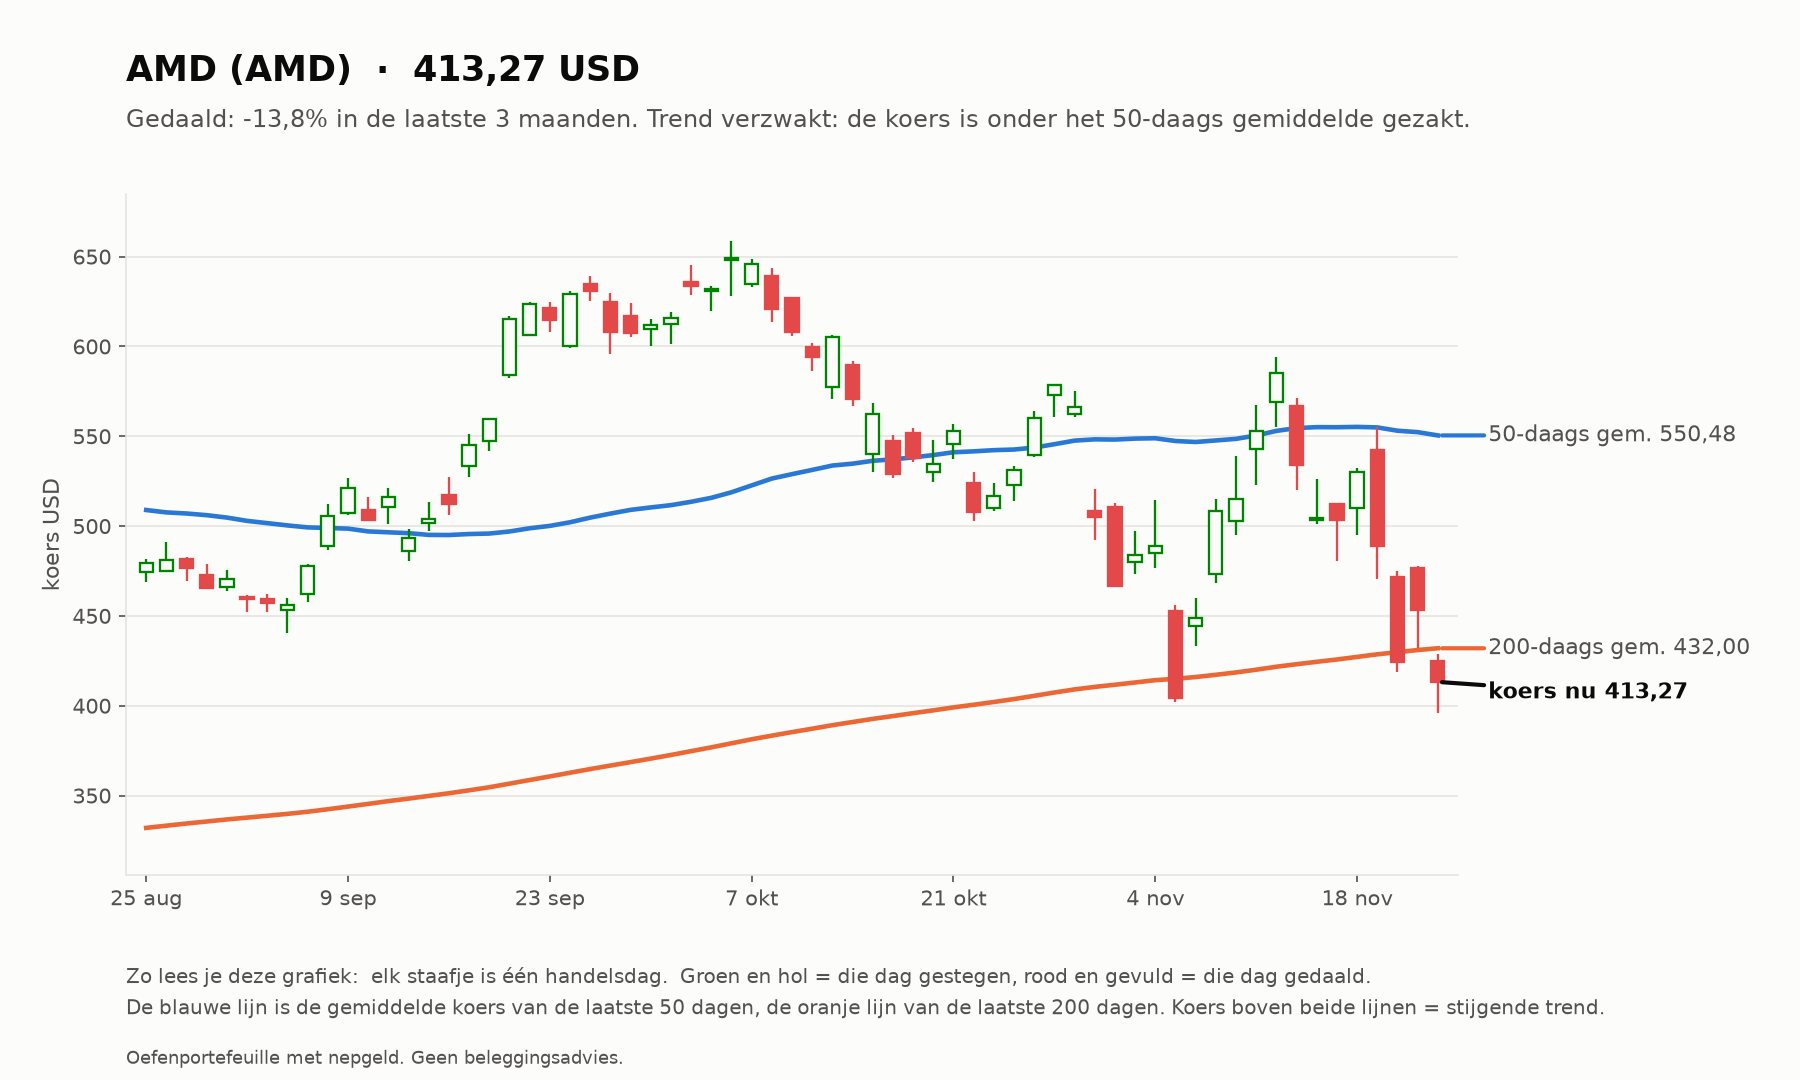 AMD (AMD)  ·  413,27 USD
Gedaald: -13,8% in de laatste 3 maanden. Trend verzwakt: de koers is onder het 50-daags gemiddelde gezakt.
koers USD
650
600
550
500
450
400
350
50-daags gem. 550,48
200-daags gem. 432,00
koers nu 413,27
25 aug
9 sep
23 sep
7 okt
21 okt
4 nov
18 nov
Zo lees je deze grafiek:  elk staafje is één handelsdag.  Groen en hol = die dag gestegen, rood en gevuld = die dag gedaald.
De blauwe lijn is de gemiddelde koers van de laatste 50 dagen, de oranje lijn van de laatste 200 dagen. Koers boven beide lijnen = stijgende trend.
Oefenportefeuille met nepgeld. Geen beleggingsadvies.